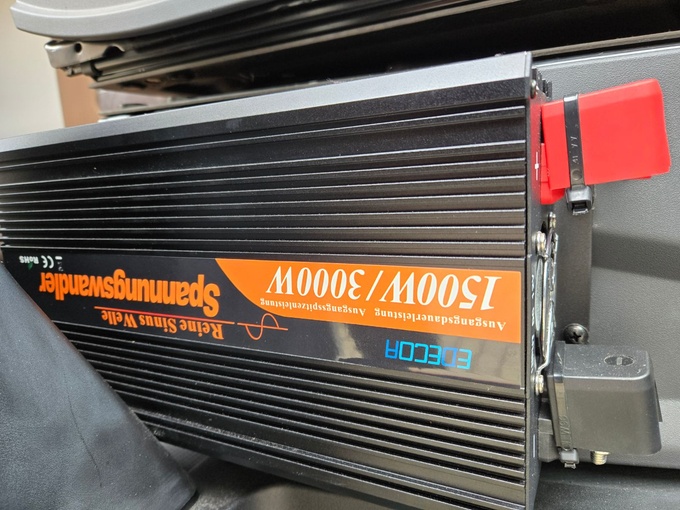 EDECOA
Reine Sinus Welle
Spannungswandler
Ausgangsdauerleistung Ausgangsspitzenleistung
1500W/3000W
CE RoHS